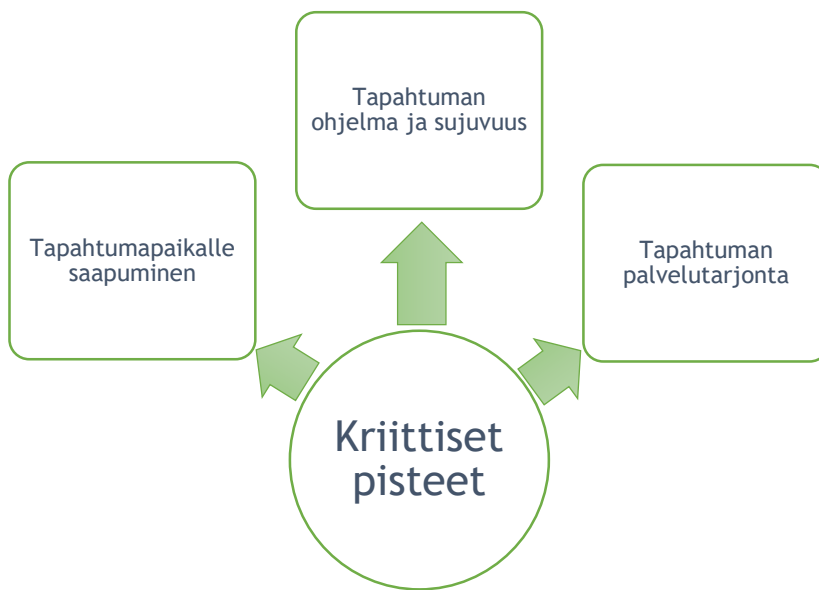 Tapahtuman
ohjelma ja sujuvuus
Tapahtumapaikalle
saapuminen
Tapahtuman
palvelutarjonta
Kriittiset
pisteet